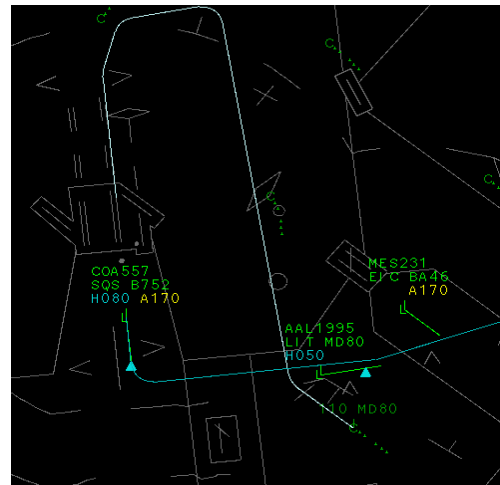 C
C
C
C
COA557
SQS B752
H080 A170
MES231
EIC BA46
A170
AAL1995
LIT MD80
H050
110 MD80
C